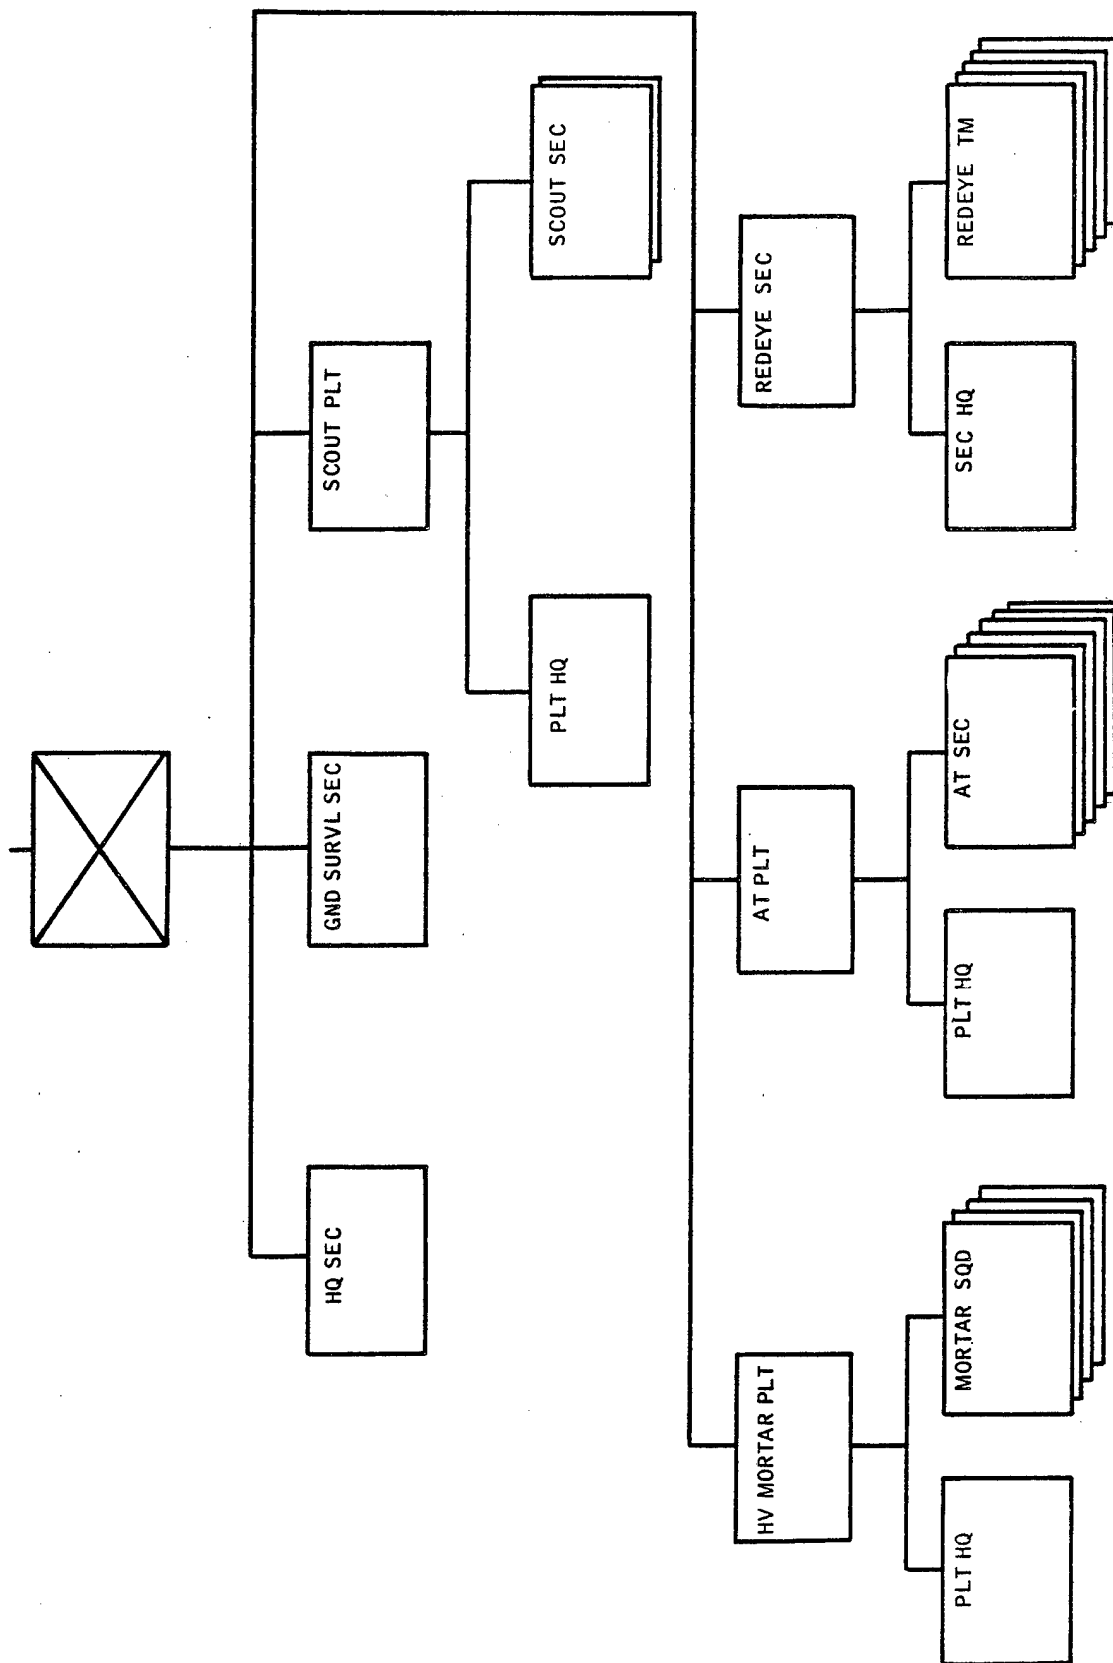 HQ SEC
GND SURVL SEC
SCOUT PLT
PLT HQ
SCOUT SEC
HV MORTAR PLT
AT PLT
REDEYE SEC
PLT HQ
MORTAR SQD
PLT HQ
AT SEC
SEC HQ
REDEYE TM